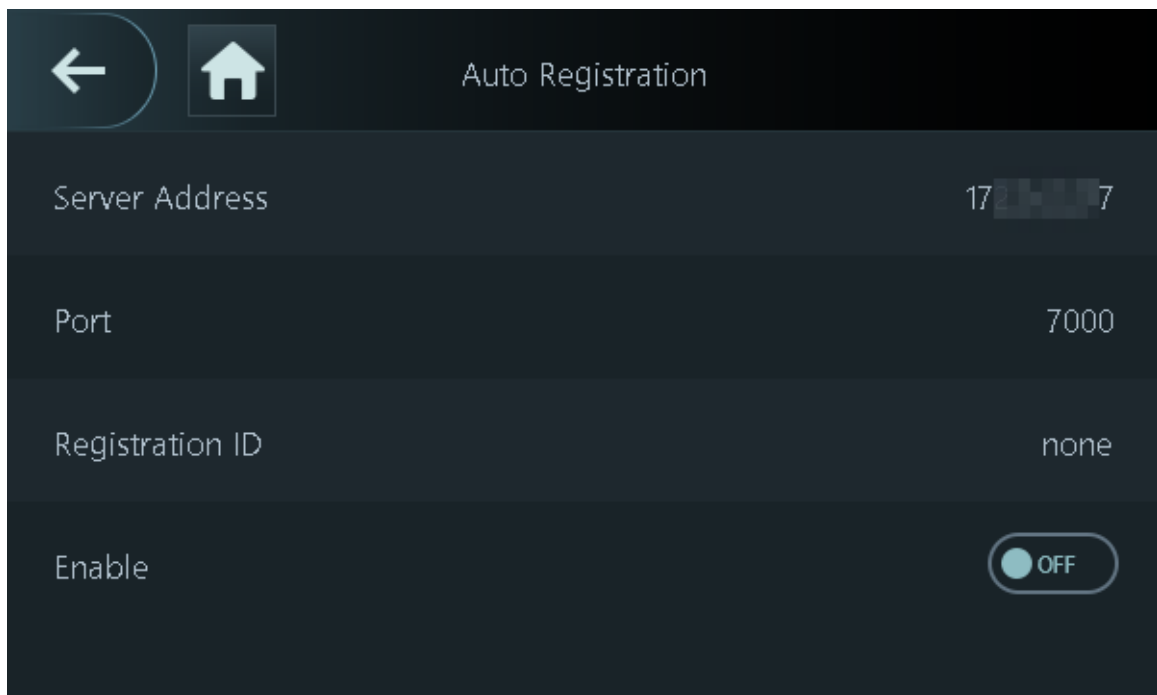 Auto Registration
Server Address
Port 7000
Registration ID none
Enable OFF